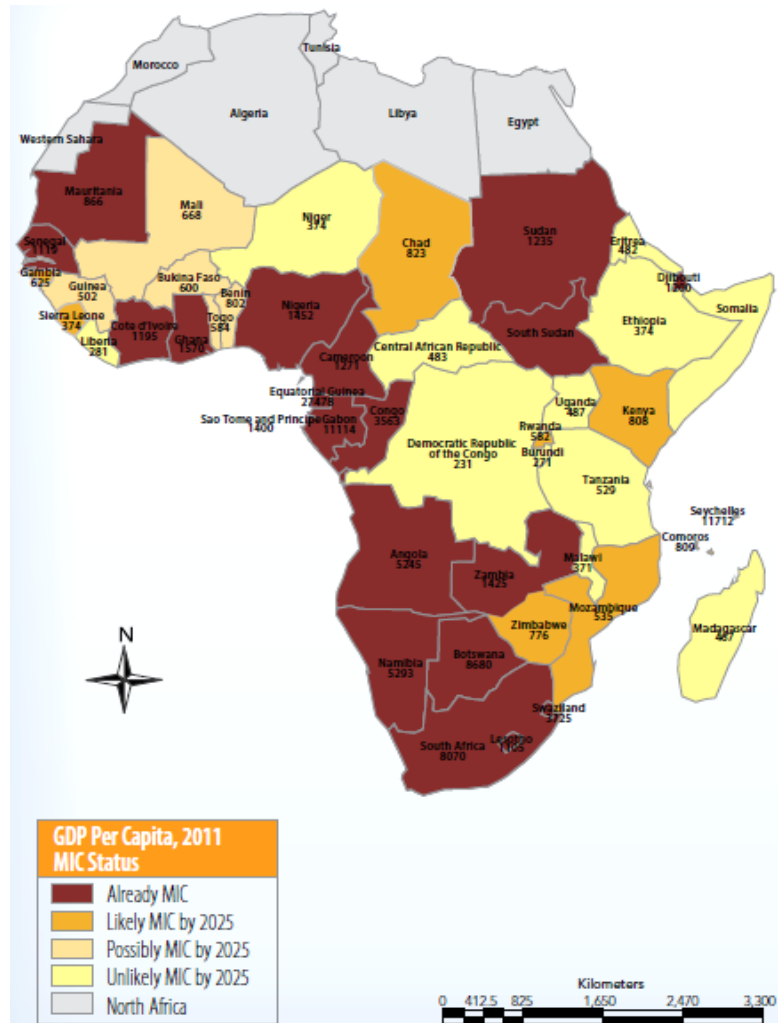 Tunisia
Morocco
Algeria
Libya
Egypt
Western Sahara
Mauritania
866
Mali
668
Niger
374
Chad
823
Sudan
1235
Eritrea
482
Senegal
1119
Gambia
625
Guinea
502
Burkina Faso
600
Benin
802
Djibouti
Somalia
Sierra Leone
374
Togo
584
Nigeria
1452
Ethiopia
374
Liberia
281
Cote d'Ivoire
1195
Ghana
1570
South Sudan
Central African Republic
483
Cameroon
1271
Equatorial Guinea
27478
Sao Tome and Principe
1400
Gabon
11114
Congo
3563
Uganda
487
Kenya
808
Rwanda
582
Burundi
271
Democratic Republic
of the Congo
231
Tanzania
529
Seychelles
11712
Comoros
809
Angola
5245
Malawi
371
Zambia
1425
Mozambique
535
Zimbabwe
776
Madagascar
467
Namibia
5293
Botswana
8680
Swaziland
3725
Lesotho
1105
South Africa
8070
N
GDP Per Capita, 2011
MIC Status
Already MIC
Likely MIC by 2025
Possibly MIC by 2025
Unlikely MIC by 2025
North Africa
Kilometers
0 412.5 825 1,650 2,470 3,300